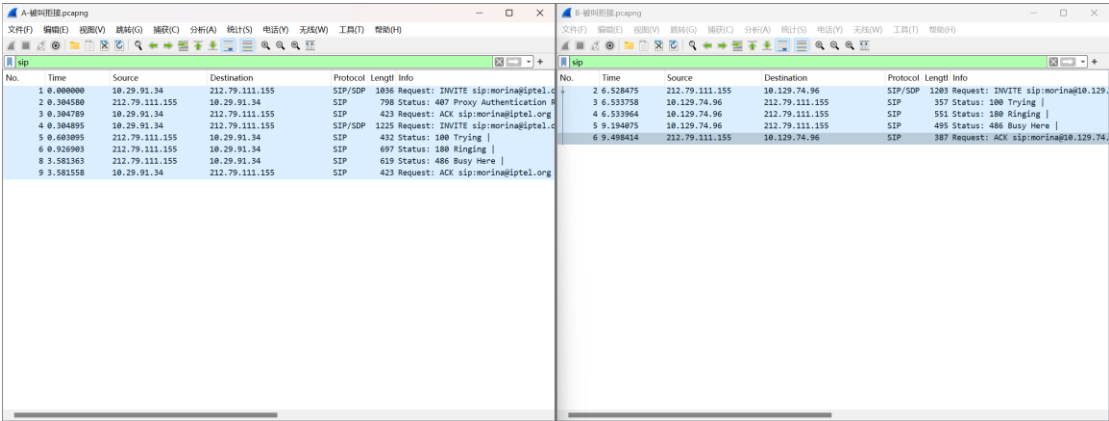 A-被叫拒接.pcapng
文件(F) 编辑(E) 视图(V) 跳转(G) 捕获(C) 分析(A) 统计(S) 电话(Y) 无线(W) 工具(T) 帮助(H)
sip
No. Time Source Destination Protocol Lengtl Info
1 0.000000 10.29.91.34 212.79.111.155 SIP/SDP 1036 Request: INVITE sip:morina@iptel.o
2 0.304580 212.79.111.155 10.29.91.34 SIP 798 Status: 407 Proxy Authentication R
3 0.304789 10.29.91.34 212.79.111.155 SIP 423 Request: ACK sip:morina@iptel.org
4 0.304895 10.29.91.34 212.79.111.155 SIP/SDP 1225 Request: INVITE sip:morina@iptel.o
5 0.603095 212.79.111.155 10.29.91.34 SIP 432 Status: 100 Trying |
6 0.926903 212.79.111.155 10.29.91.34 SIP 697 Status: 180 Ringing |
8 3.581363 212.79.111.155 10.29.91.34 SIP 619 Status: 486 Busy Here |
9 3.581558 10.29.91.34 212.79.111.155 SIP 423 Request: ACK sip:morina@iptel.org
B-被叫拒接.pcapng
文件(F) 编辑(E) 视图(V) 跳转(G) 捕获(C) 分析(A) 统计(S) 电话(Y) 无线(W) 工具(T) 帮助(H)
sip
No. Time Source Destination Protocol Lengtl Info
2 6.528475 212.79.111.155 10.129.74.96 SIP/SDP 1203 Request: INVITE sip:morina@10.129.
3 6.533758 10.129.74.96 212.79.111.155 SIP 357 Status: 100 Trying |
4 6.533964 10.129.74.96 212.79.111.155 SIP 551 Status: 180 Ringing |
5 9.194075 10.129.74.96 212.79.111.155 SIP 495 Status: 486 Busy Here |
6 9.498414 212.79.111.155 10.129.74.96 SIP 387 Request: ACK sip:morina@10.129.74.